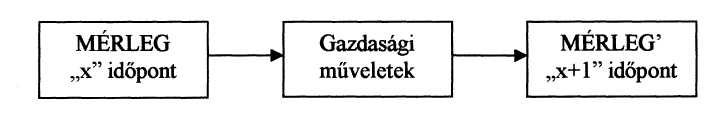 MÉRLEG
„x” időpont
Gazdasági
műveletek
MÉRLEG’
„x+1” időpont